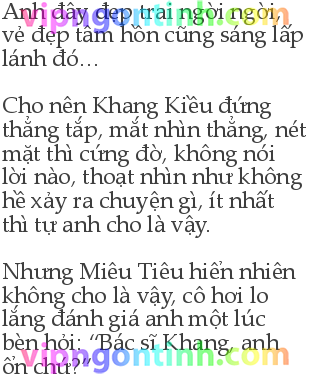 Anh đây đẹp trai ngời ngời,
vẻ đẹp tâm hồn cũng sáng lấp
lánh đó...
Cho nên Khang Kiều đứng
thẳng tắp, mắt nhìn thẳng, nét
mặt thì cứng đờ, không nói
lời nào, thoạt nhìn như không
hề xảy ra chuyện gì, ít nhất
thì tự anh cho là vậy.
Nhưng Miêu Tiêu hiển nhiên
không cho là vậy, cô hơi lo
lắng đánh giá anh một lúc
bèn hỏi: “Bác sĩ Khang, anh
ổn chứ?”
vipngontinh.com
vipngontinh.com